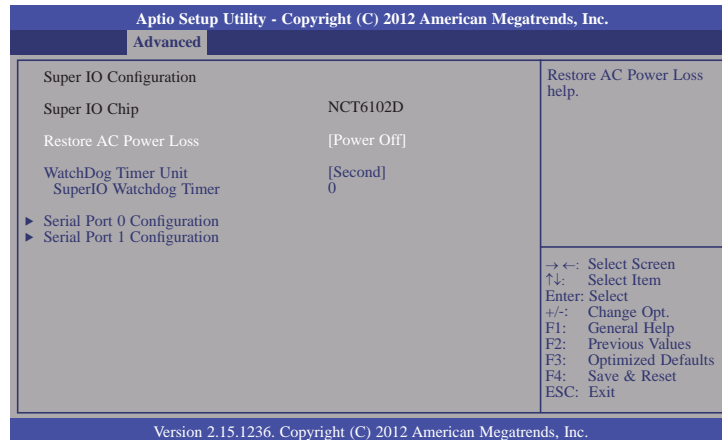 Aptio Setup Utility - Copyright (C) 2012 American Megatrends, Inc.
Advanced
Super IO Configuration
Super IO Chip NCT6102D
Restore AC Power Loss [Power Off]
WatchDog Timer Unit [Second]
SuperIO Watchdog Timer 0
▶ Serial Port 0 Configuration
▶ Serial Port 1 Configuration
Restore AC Power Loss
help.
→ ←: Select Screen
↑↓: Select Item
Enter: Select
+/-: Change Opt.
F1: General Help
F2: Previous Values
F3: Optimized Defaults
F4: Save & Reset
ESC: Exit
Version 2.15.1236. Copyright (C) 2012 American Megatrends, Inc.